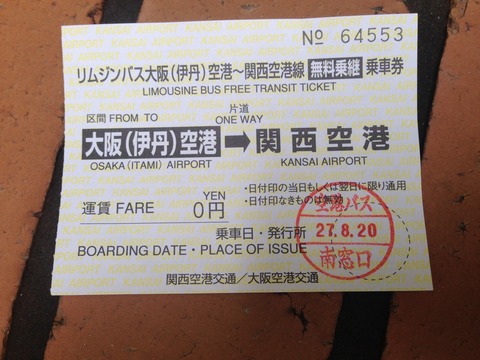 № 64553
リムジンバス大阪(伊丹)空港～関西空港線 無料乗継 乗車券
LIMOUSINE BUS FREE TRANSIT TICKET
区間 FROM TO
片道
ONE WAY
大阪(伊丹)空港 ➡ 関西空港
OSAKA (ITAMI) AIRPORT
KANSAI AIRPORT
運賃 FARE
YEN
0円
・日付印の当日もしくは翌日に限り通用
・日付印なきものは無効
空港バス
27.8.20
南窓口
乗車日・発行所
BOARDING DATE・PLACE OF ISSUE
関西空港交通／大阪空港交通